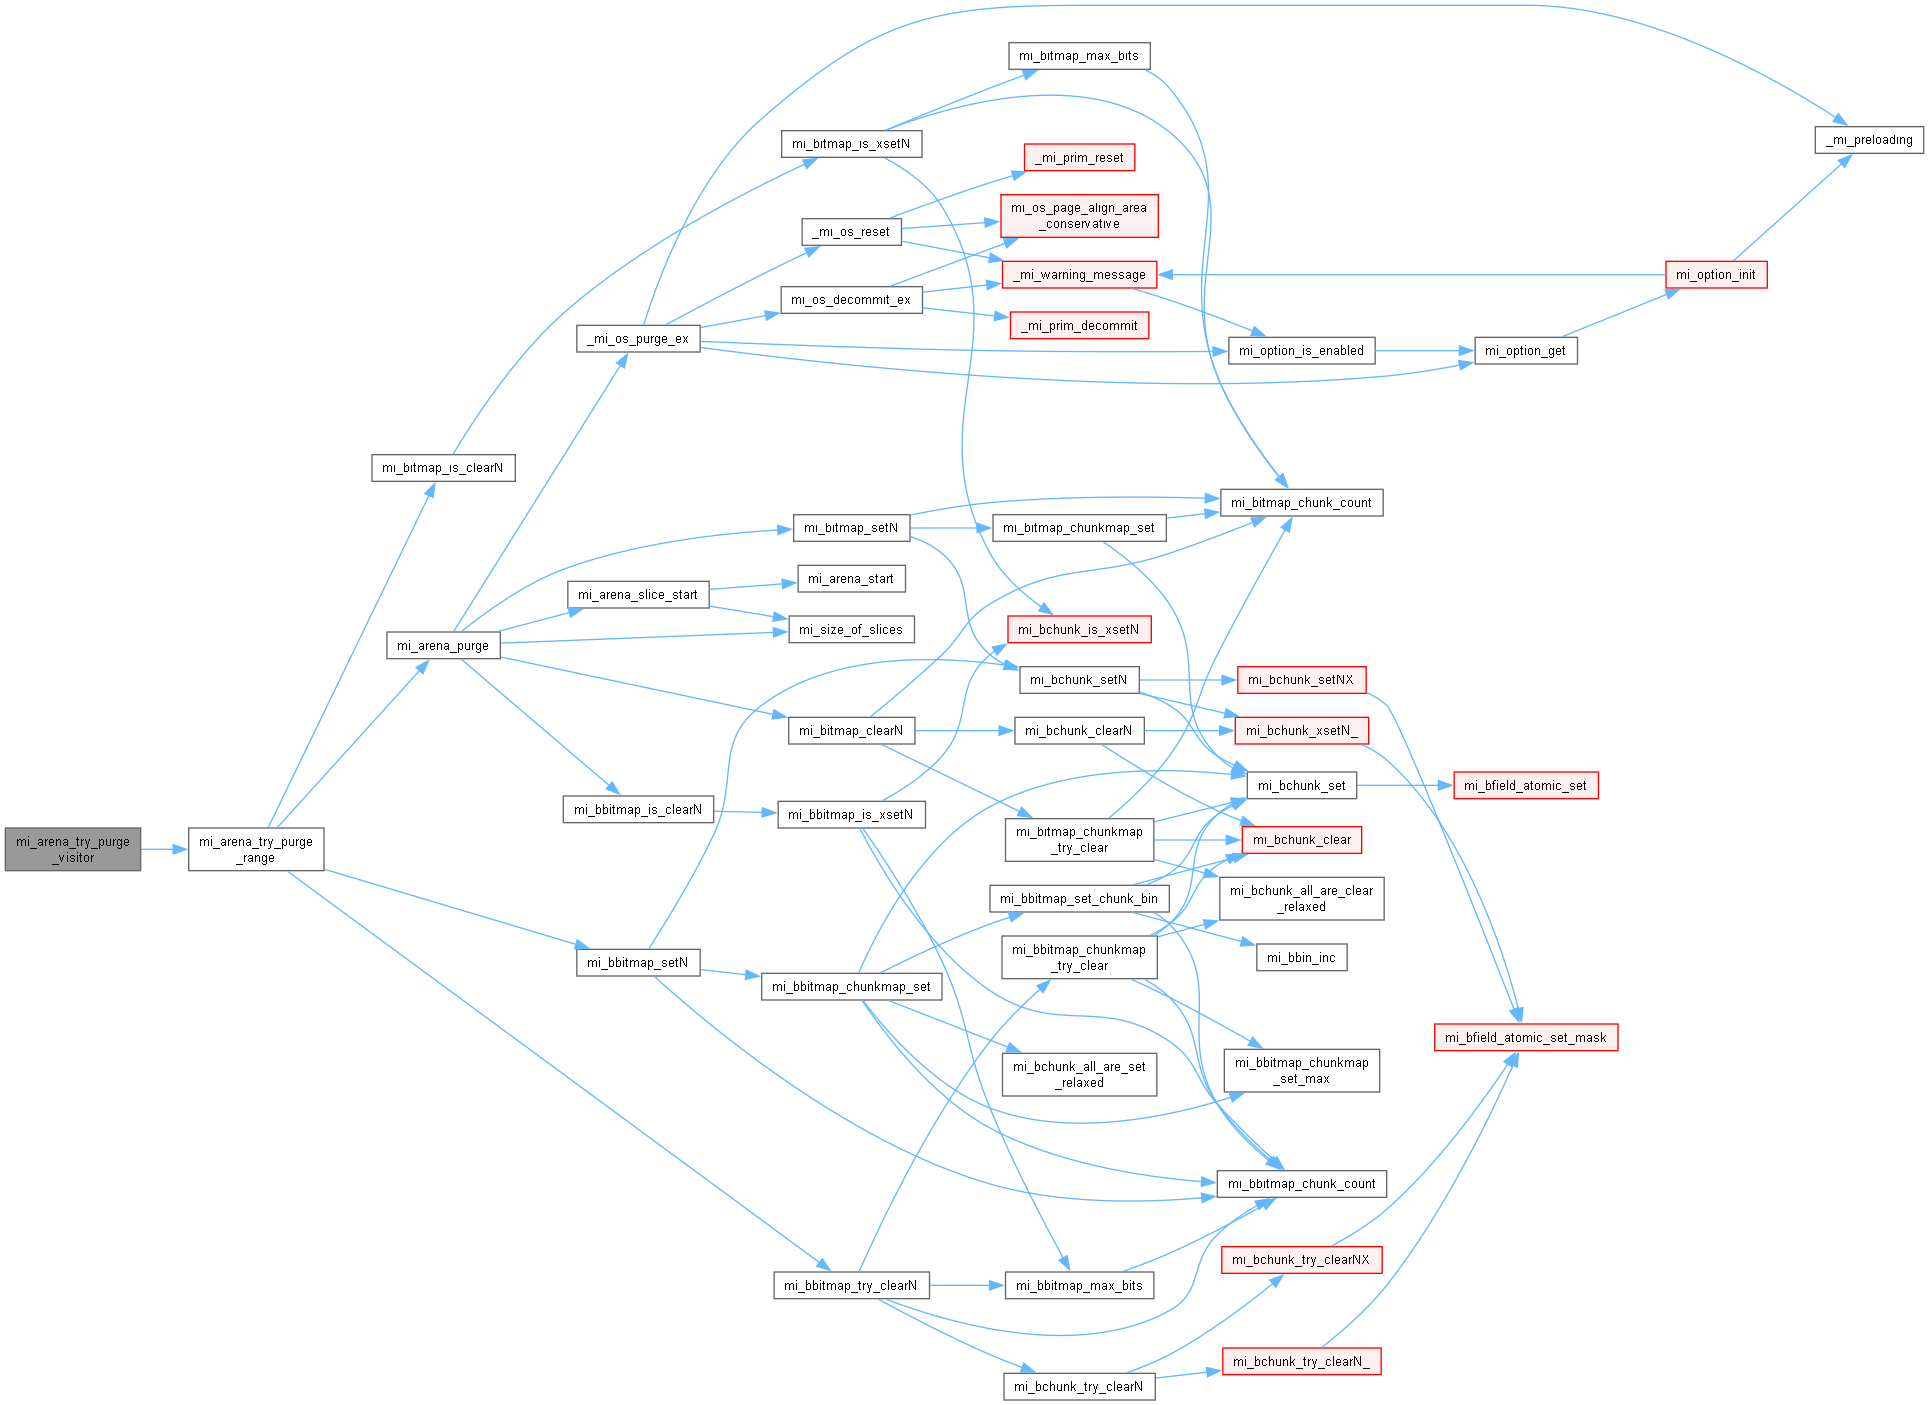 mi_bitmap_max_bits
_mi_preloading
mi_bitmap_is_xsetN
_mi_prim_reset
mi_os_page_align_area
_conservative
_mi_os_reset
_mi_warning_message
mi_option_init
mi_os_decommit_ex
_mi_prim_decommit
_mi_os_purge_ex
mi_option_is_enabled
mi_option_get
mi_bitmap_is_clearN
mi_bitmap_chunk_count
mi_bitmap_setN
mi_bitmap_chunkmap_set
mi_arena_start
mi_arena_slice_start
mi_size_of_slices
mi_bchunk_is_xsetN
mi_arena_purge
mi_bchunk_setN
mi_bchunk_setNX
mi_bitmap_clearN
mi_bchunk_clearN
mi_bchunk_xsetN_
mi_bchunk_set
mi_bfield_atomic_set
mi_bbitmap_is_clearN
mi_bbitmap_is_xsetN
mi_arena_try_purge
_visitor
mi_arena_try_purge
_range
mi_bitmap_chunkmap
_try_clear
mi_bchunk_clear
mi_bbitmap_set_chunk_bin
mi_bchunk_all_are_clear
_relaxed
mi_bbitmap_chunkmap
_try_clear
mi_bbin_inc
mi_bbitmap_setN
mi_bbitmap_chunkmap_set
mi_bfield_atomic_set_mask
mi_bchunk_all_are_set
_relaxed
mi_bbitmap_chunkmap
_set_max
mi_bbitmap_chunk_count
mi_bchunk_try_clearNX
mi_bbitmap_try_clearN
mi_bbitmap_max_bits
mi_bchunk_try_clearN_
mi_bchunk_try_clearN